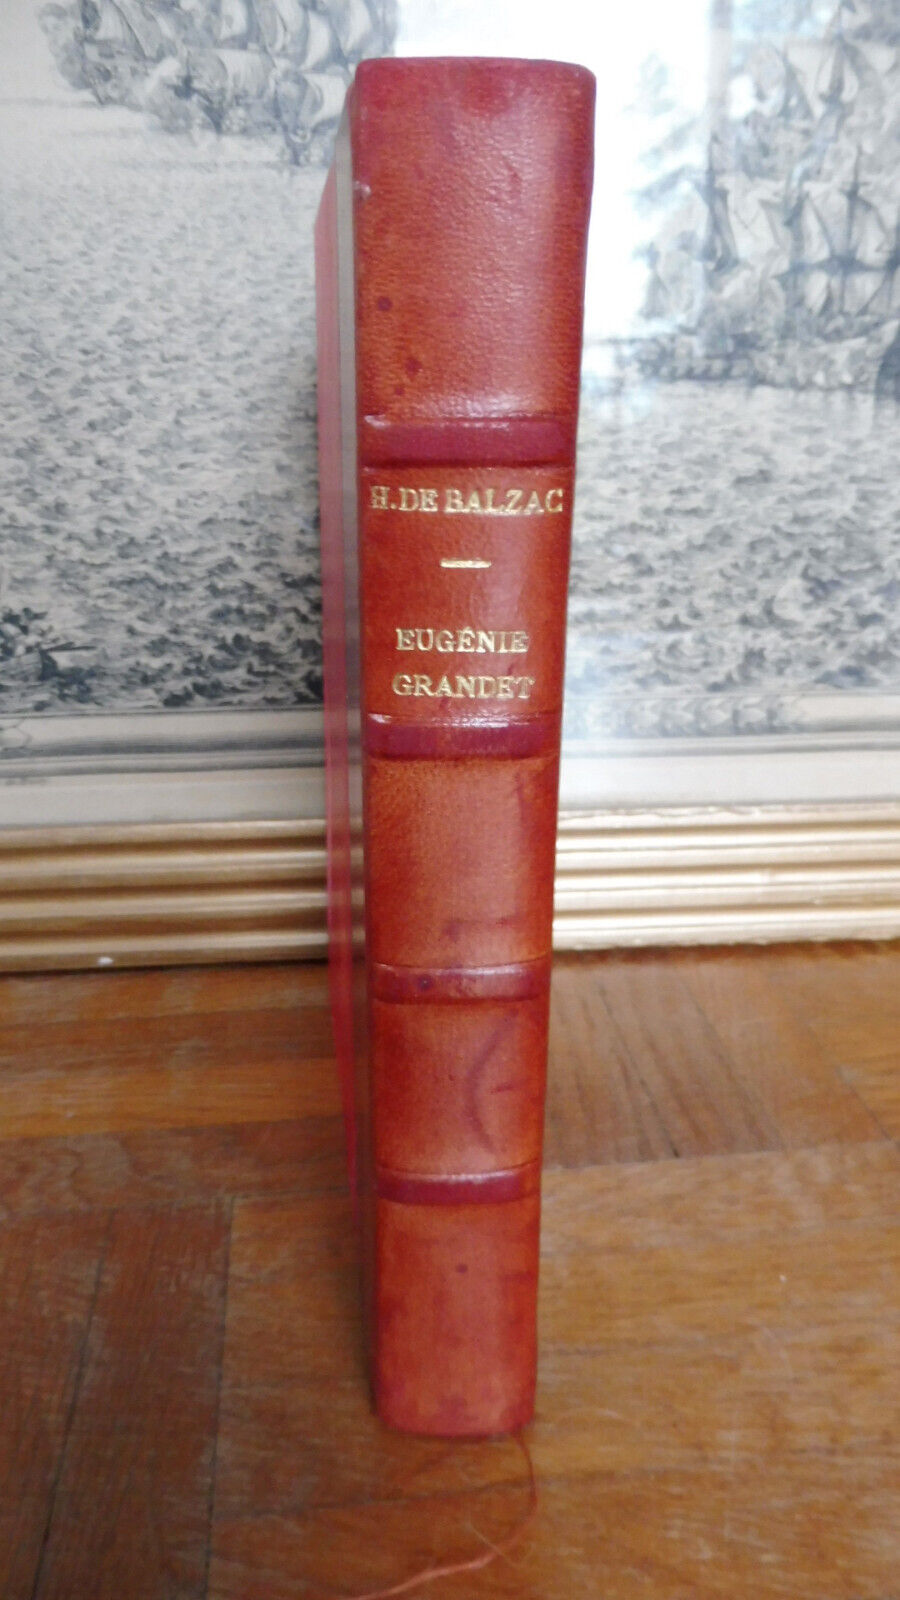 H. DE BALZAC
EUGÉNIE
GRANDET